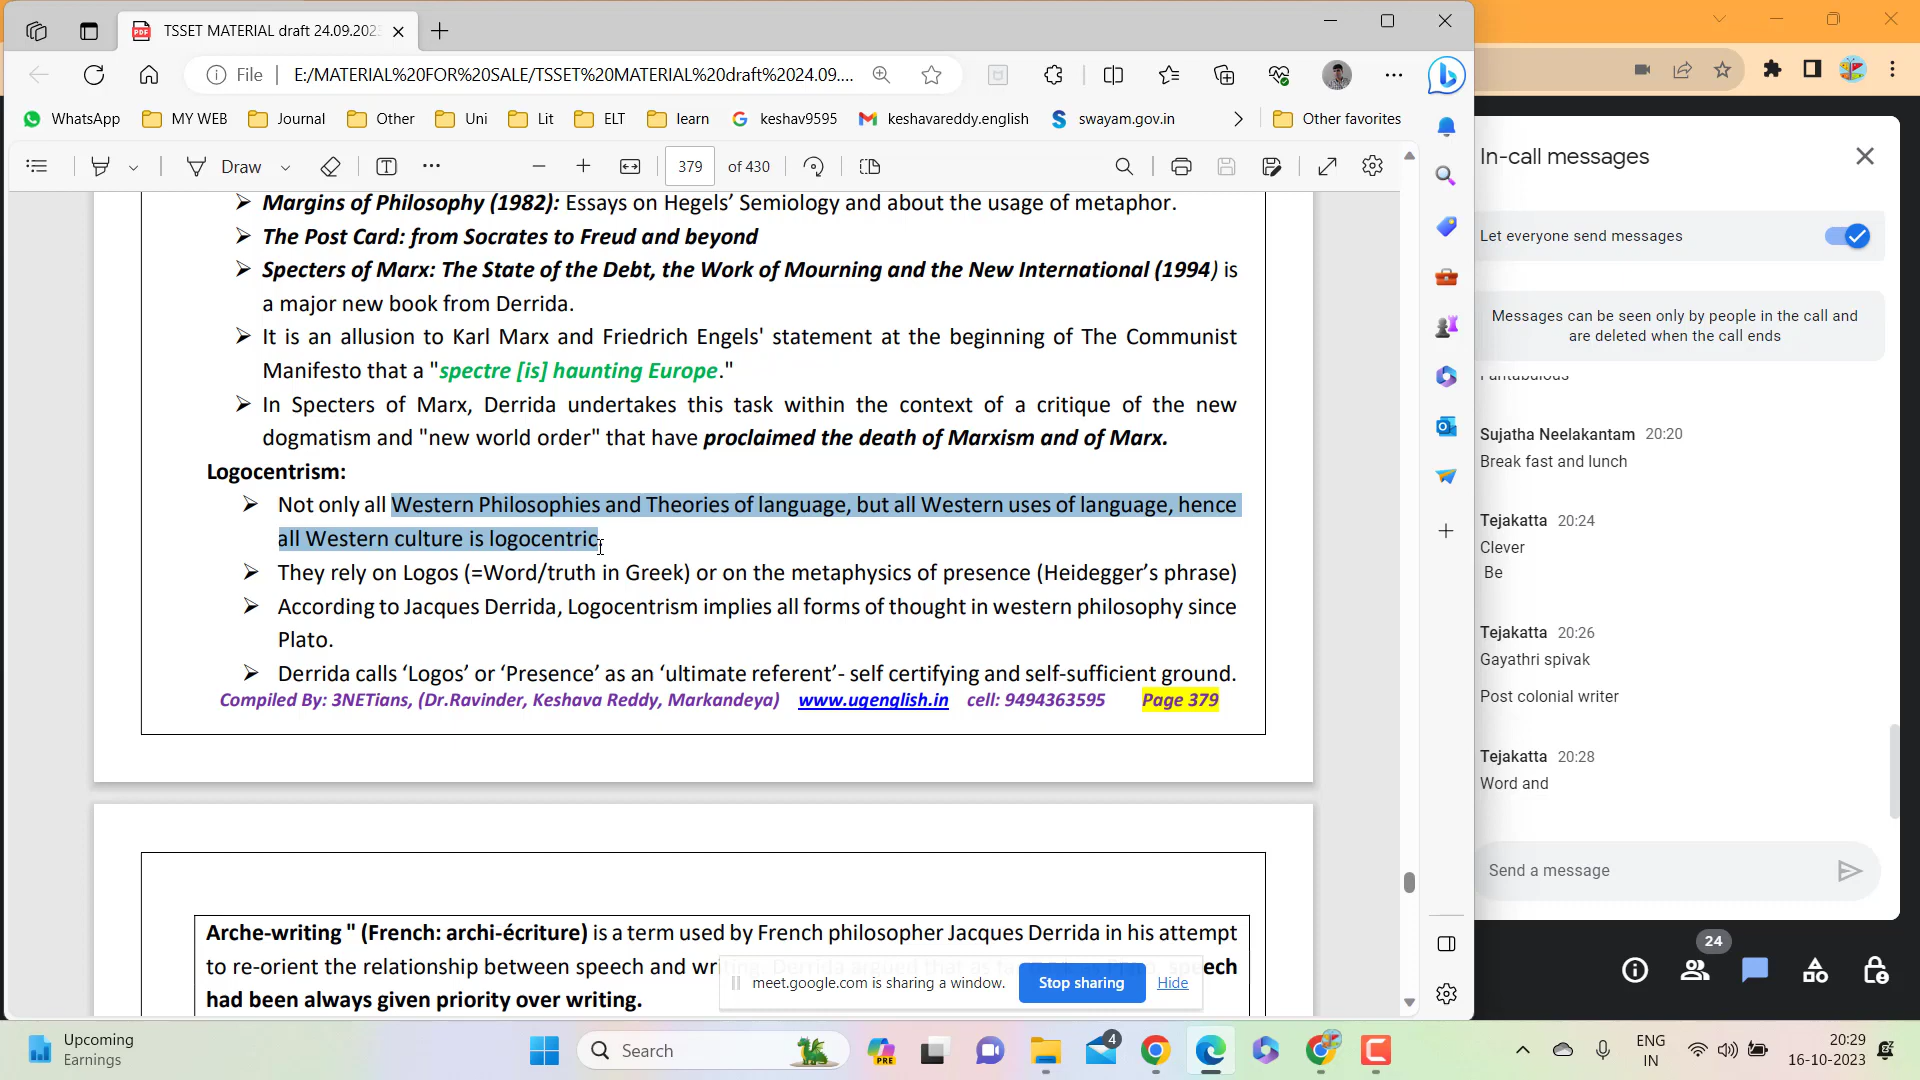 TSSET MATERIAL draft 24.09.202
File
E:/MATERIAL%20FOR%20SALE/TSSET%20MATERIAL%20draft%2024.09....
WhatsApp
MY WEB
Journal
Other
Uni
Lit
ELT
learn
keshav9595
keshavareddy.english
swayam.gov.in
Other favorites
Draw
379
of 430
Margins of Philosophy (1982): Essays on Hegels’ Semiology and about the usage of metaphor.
The Post Card: from Socrates to Freud and beyond
Specters of Marx: The State of the Debt, the Work of Mourning and the New International (1994) is
a major new book from Derrida.
It is an allusion to Karl Marx and Friedrich Engels' statement at the beginning of The Communist
Manifesto that a "spectre [is] haunting Europe."
In Specters of Marx, Derrida undertakes this task within the context of a critique of the new
dogmatism and "new world order" that have proclaimed the death of Marxism and of Marx.
Logocentrism:
Not only all Western Philosophies and Theories of language, but all Western uses of language, hence
all Western culture is logocentric
They rely on Logos (=Word/truth in Greek) or on the metaphysics of presence (Heidegger’s phrase)
According to Jacques Derrida, Logocentrism implies all forms of thought in western philosophy since
Plato.
Derrida calls ‘Logos’ or ‘Presence’ as an ‘ultimate referent’- self certifying and self-sufficient ground.
Compiled By: 3NETians, (Dr.Ravinder, Keshava Reddy, Markandeya) www.ugenglish.in cell: 9494363595 Page 379
Arche-writing " (French: archi-écriture) is a term used by French philosopher Jacques Derrida in his attempt
to re-orient the relationship between speech and writing. Derrida argued that as far back as Plato, speech
had been always given priority over writing.
meet.google.com is sharing a window.
Stop sharing
Hide
In-call messages
Let everyone send messages
Messages can be seen only by people in the call and
are deleted when the call ends
Fantabulous
Sujatha Neelakantam 20:20
Break fast and lunch
Tejakatta 20:24
Clever
Be
Tejakatta 20:26
Gayathri spivak
Post colonial writer
Tejakatta 20:28
Word and
Send a message
24
Upcoming
Earnings
Search
PRE
4
ENG
IN
20:29
16-10-2023